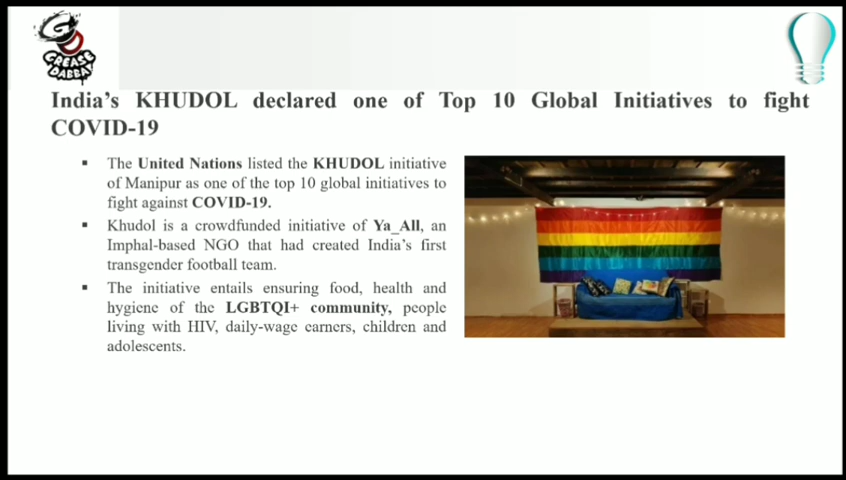 G
GREASE
DABBA
India's KHUDOL declared one of Top 10 Global Initiatives to fight
COVID-19
▪ The United Nations listed the KHUDOL initiative
of Manipur as one of the top 10 global initiatives to
fight against COVID-19.
▪ Khudol is a crowdfunded initiative of Ya_All, an
Imphal-based NGO that had created India's first
transgender football team.
▪ The initiative entails ensuring food, health and
hygiene of the LGBTQI+ community, people
living with HIV, daily-wage earners, children and
adolescents.